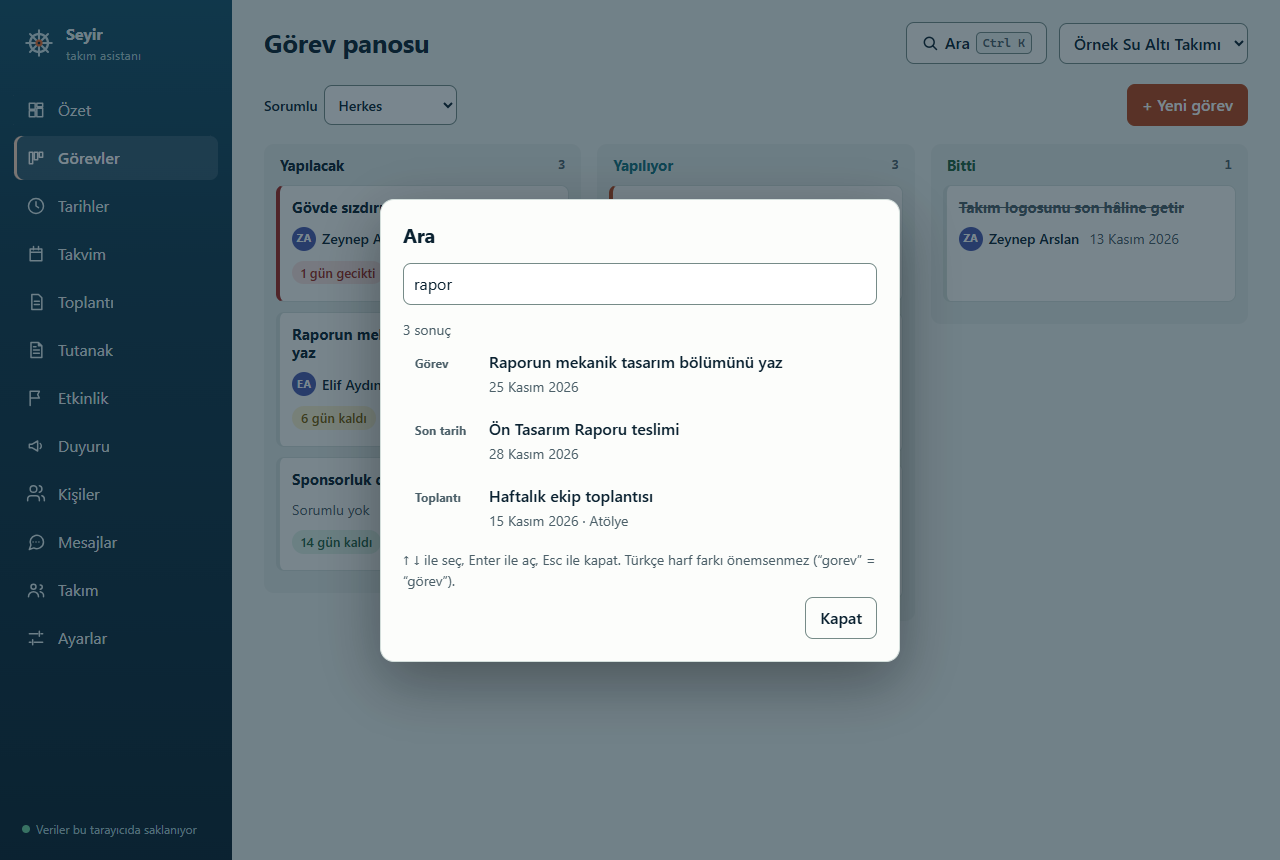 Seyir
takım asistanı
Özet
Görevler
Tarihler
Takvim
Toplantı
Tutanak
Etkinlik
Duyuru
Kişiler
Mesajlar
Takım
Ayarlar
Veriler bu tarayıcıda saklanıyor
Görev panosu
Ara Ctrl K
Örnek Su Altı Takımı
Sorumlu Herkes
+ Yeni görev
Yapılacak 3
Gövde
ZA Zeynep
1 gün gecikti
Raporun
yaz
EA Elif Aydın
6 gün kaldı
Sponsorluk
Sorumlu yok
14 gün kaldı
Yapılıyor 3
Bitti 1
Takım logosunu son hâline getir
ZA Zeynep Arslan 13 Kasım 2026
Ara
rapor
3 sonuç
Görev Raporun mekanik tasarım bölümünü yaz
25 Kasım 2026
Son tarih Ön Tasarım Raporu teslimi
28 Kasım 2026
Toplantı Haftalık ekip toplantısı
15 Kasım 2026 · Atölye
↑ ↓ ile seç, Enter ile aç, Esc ile kapat. Türkçe harf farkı önemsenmez (“gorev” =
“görev”).
Kapat